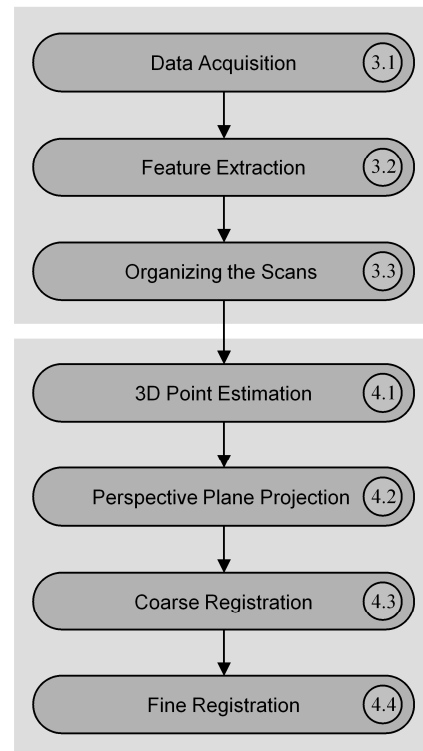 Data Acquisition 3.1
Feature Extraction 3.2
Organizing the Scans 3.3
3D Point Estimation 4.1
Perspective Plane Projection 4.2
Coarse Registration 4.3
Fine Registration 4.4